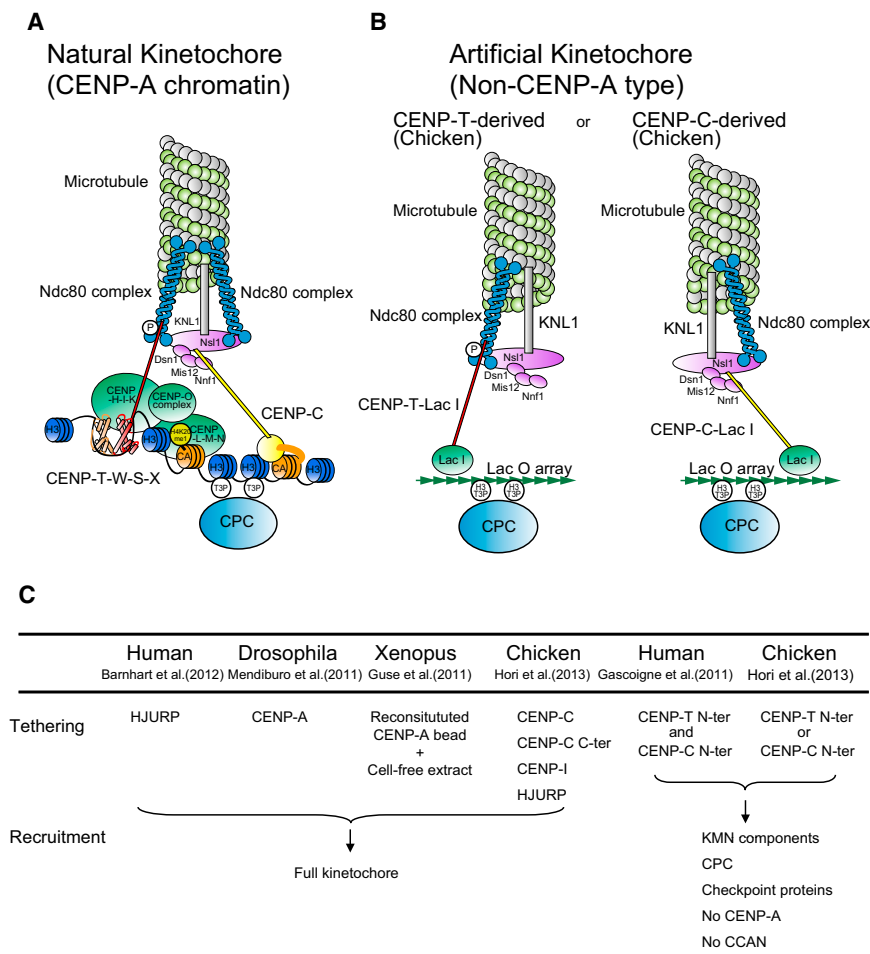 A
Natural Kinetochore
(CENP-A chromatin)
Microtubule
Ndc80 complex
Ndc80 complex
P
KNL1
Nsl1
Dsn1
Mis12
Nnf1
CENP
-H-I-K
CENP-O
complex
CENP-C
H3
H3
H4K20
me1
CENP
-L-M-N
CA
H3
H3
CA
H3
CENP-T-W-S-X
T3P
T3P
CPC
B
Artificial Kinetochore
(Non-CENP-A type)
CENP-T-derived
(Chicken)
or
CENP-C-derived
(Chicken)
Microtubule
Ndc80 complex
KNL1
P
Nsl1
Dsn1
Mis12
Nnf1
CENP-T-Lac I
Lac I
Lac O array
H3
T3P
H3
T3P
CPC
Microtubule
KNL1
Ndc80 complex
Nsl1
Dsn1
Mis12
Nnf1
CENP-C-Lac I
Lac I
Lac O array
H3
T3P
H3
T3P
CPC
C
Human Drosophila Xenopus Chicken Human Chicken
Barnhart et al.(2012) Mendiburo et al.(2011) Guse et al.(2011) Hori et al.(2013) Gascoigne et al.(2011) Hori et al.(2013)
Tethering
HJURP
CENP-A
Reconsitututed
CENP-A bead
+
Cell-free extract
CENP-C
CENP-C C-ter
CENP-I
HJURP
CENP-T N-ter
and
CENP-C N-ter
CENP-T N-ter
or
CENP-C N-ter
Recruitment
Full kinetochore
KMN components
CPC
Checkpoint proteins
No CENP-A
No CCAN